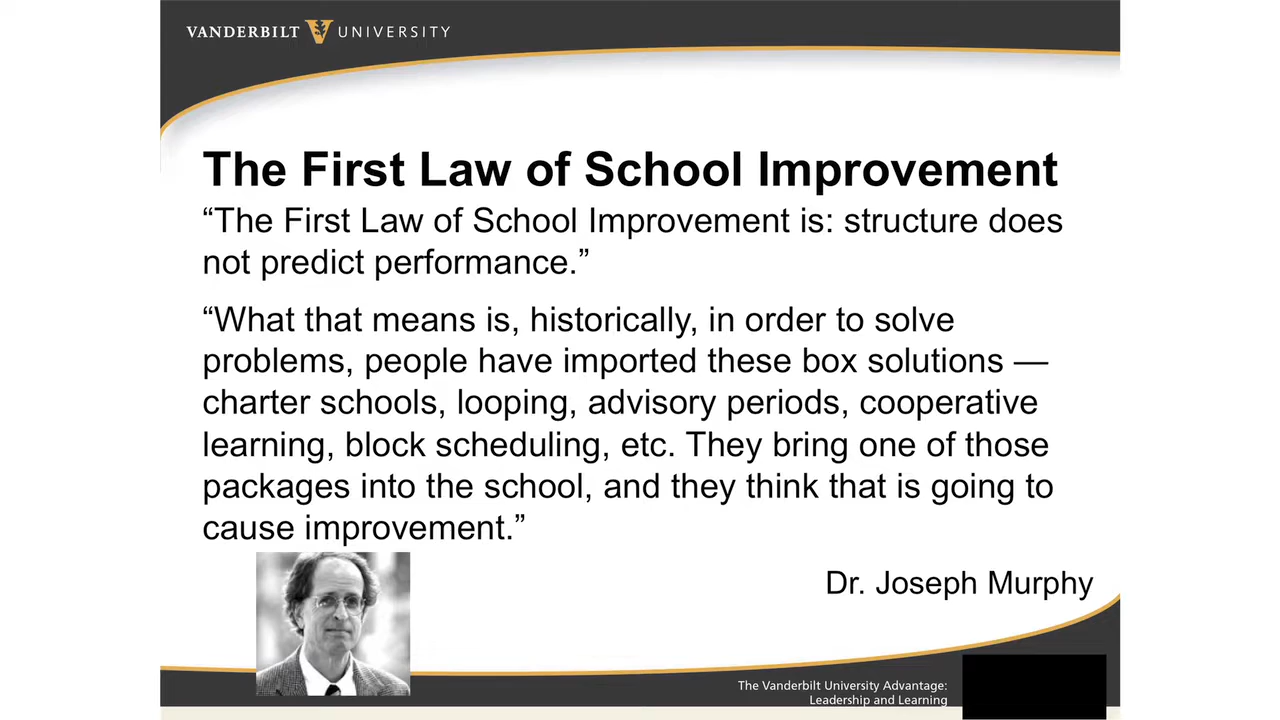 VANDERBILT UNIVERSITY
The First Law of School Improvement
“The First Law of School Improvement is: structure does
not predict performance.”
“What that means is, historically, in order to solve
problems, people have imported these box solutions —
charter schools, looping, advisory periods, cooperative
learning, block scheduling, etc. They bring one of those
packages into the school, and they think that is going to
cause improvement.”
Dr. Joseph Murphy
The Vanderbilt University Advantage:
Leadership and Learning